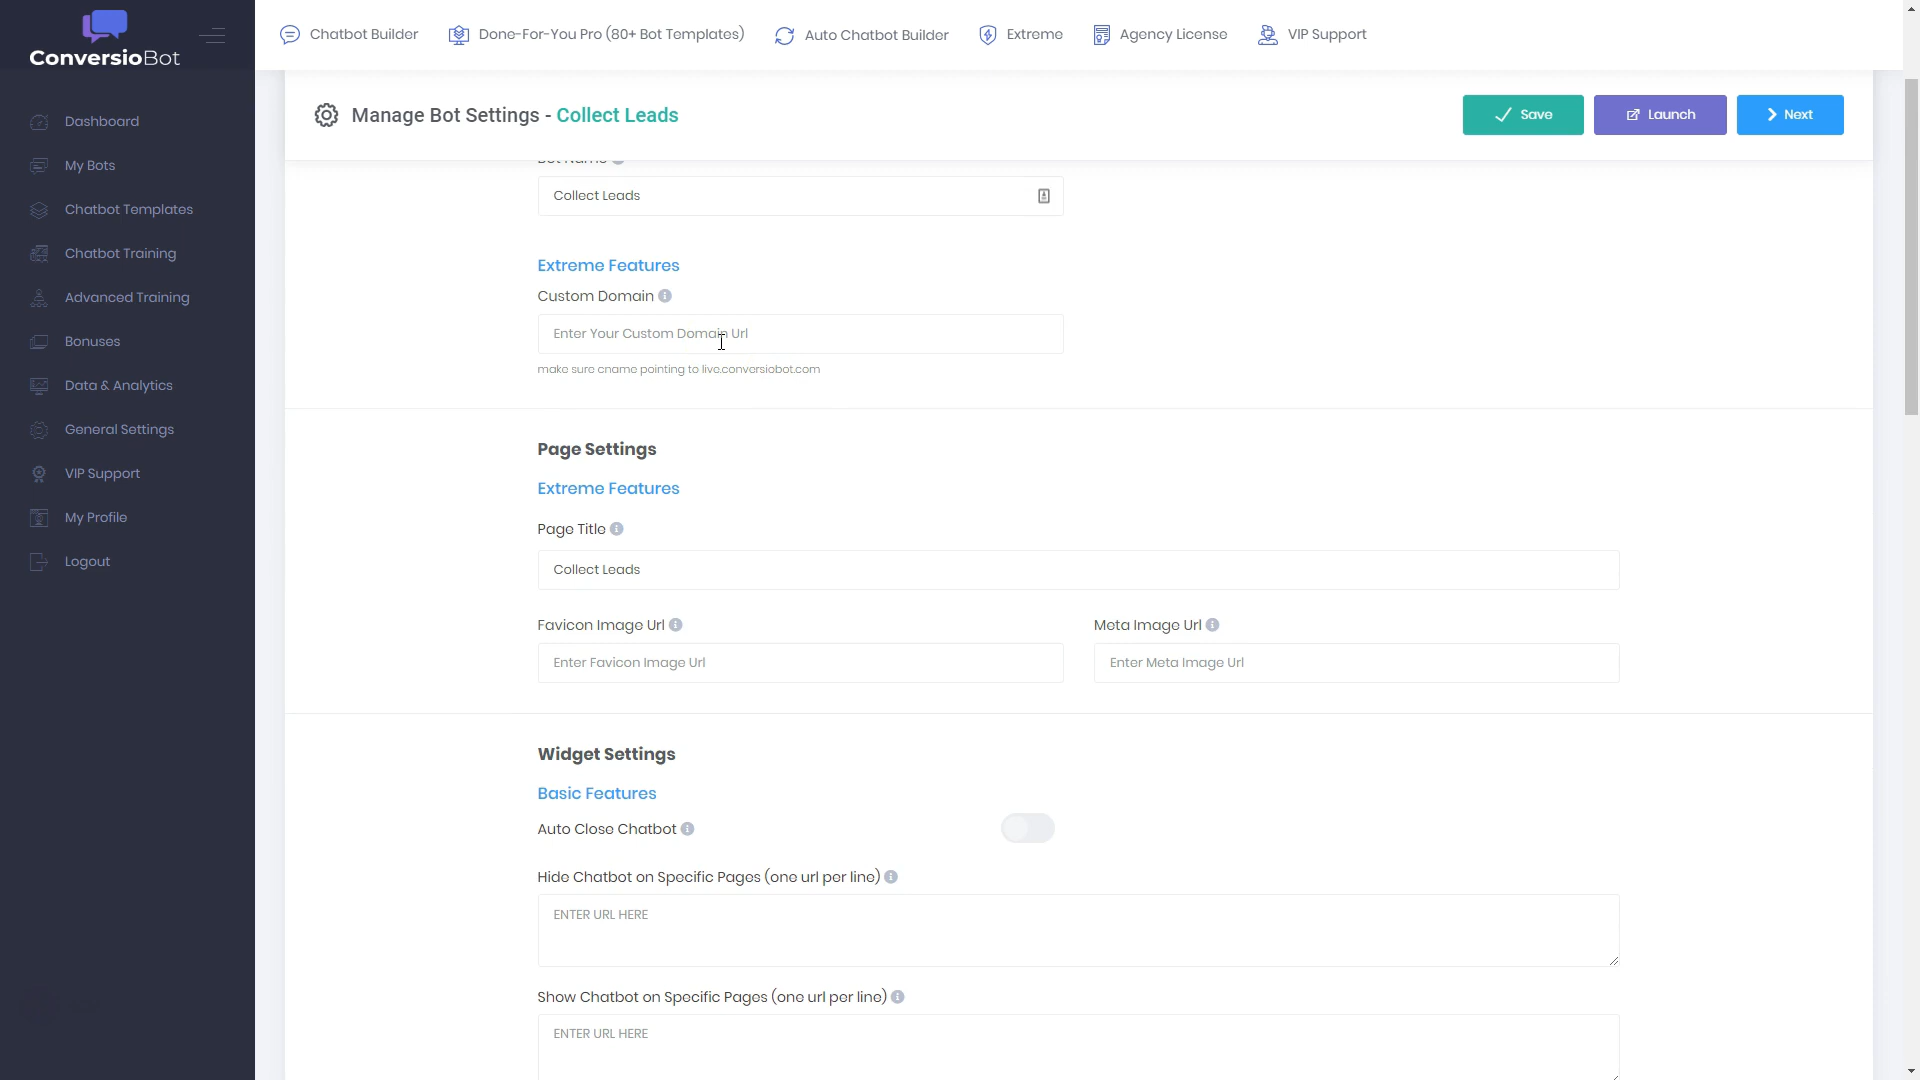 ConversioBot
Chatbot Builder
Done-For-You Pro (80+ Bot Templates)
Auto Chatbot Builder
Extreme
Agency License
VIP Support
Dashboard
My Bots
Chatbot Templates
Chatbot Training
Advanced Training
Bonuses
Data & Analytics
General Settings
VIP Support
My Profile
Logout
Manage Bot Settings - Collect Leads
Save
Launch
Next
Bot Name
Collect Leads
Extreme Features
Custom Domain
Enter Your Custom Domain Url
make sure cname pointing to live.conversiobot.com
Page Settings
Extreme Features
Page Title
Collect Leads
Favicon Image Url
Meta Image Url
Enter Favicon Image Url
Enter Meta Image Url
Widget Settings
Basic Features
Auto Close Chatbot
Hide Chatbot on Specific Pages (one url per line)
ENTER URL HERE
Show Chatbot on Specific Pages (one url per line)
ENTER URL HERE